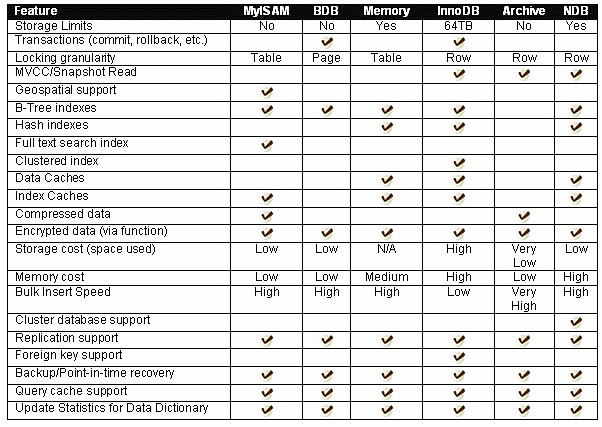 Feature MyISAM BDB Memory InnoDB Archive NDB
Storage Limits No No Yes 64TB No Yes
Transactions (commit, rollback, etc.) ✔ ✔
Locking granularity Table Page Table Row Row Row
MVCC/Snapshot Read ✔ ✔ ✔
Geospatial support ✔
B-Tree indexes ✔ ✔ ✔ ✔ ✔
Hash indexes ✔ ✔ ✔
Full text search index ✔
Clustered index ✔
Data Caches ✔ ✔ ✔
Index Caches ✔ ✔ ✔ ✔
Compressed data ✔ ✔
Encrypted data (via function) ✔ ✔ ✔ ✔ ✔ ✔
Storage cost (space used) Low Low N/A High Very Low
Low
Memory cost Low Low Medium High Low High
Bulk Insert Speed High High High Low Very High
High
Cluster database support ✔
Replication support ✔ ✔ ✔ ✔ ✔ ✔
Foreign key support ✔
Backup/Point-in-time recovery ✔ ✔ ✔ ✔ ✔ ✔
Query cache support ✔ ✔ ✔ ✔ ✔ ✔
Update Statistics for Data Dictionary ✔ ✔ ✔ ✔ ✔ ✔